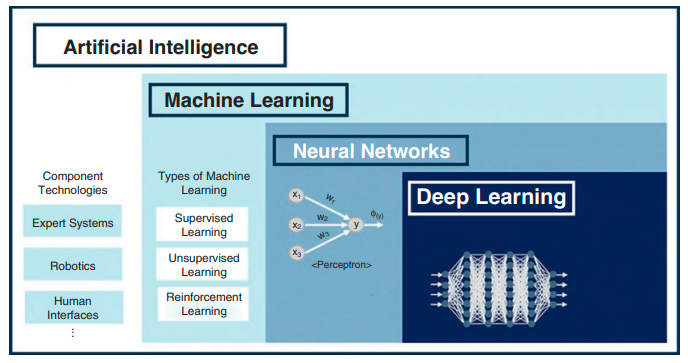 Artificial Intelligence
Machine Learning
Neural Networks
Deep Learning
Component
Technologies
Expert Systems
Robotics
Human
Interfaces
⋮
Types of Machine
Learning
Supervised
Learning
Unsupervised
Learning
Reinforcement
Learning
x1
x2
x3
w1
w2
w3
y
ϕ(y)
<Perceptron>